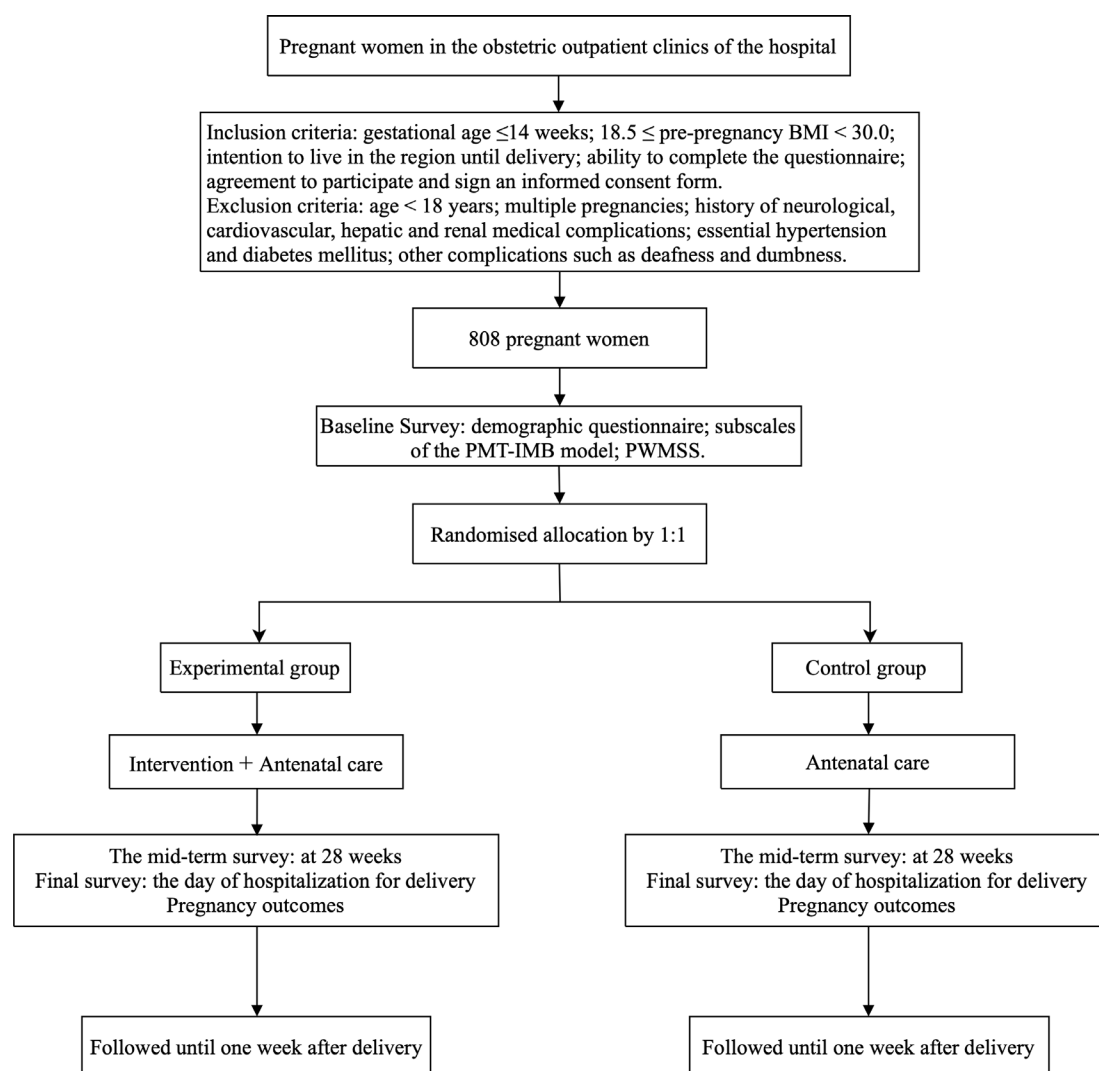 Pregnant women in the obstetric outpatient clinics of the hospital
Inclusion criteria: gestational age ≤14 weeks; 18.5 ≤ pre-pregnancy BMI < 30.0;
intention to live in the region until delivery; ability to complete the questionnaire;
agreement to participate and sign an informed consent form.
Exclusion criteria: age < 18 years; multiple pregnancies; history of neurological,
cardiovascular, hepatic and renal medical complications; essential hypertension
and diabetes mellitus; other complications such as deafness and dumbness.
808 pregnant women
Baseline Survey: demographic questionnaire; subscales
of the PMT-IMB model; PWMSS.
Randomised allocation by 1:1
Experimental group
Control group
Intervention + Antenatal care
Antenatal care
The mid-term survey: at 28 weeks
Final survey: the day of hospitalization for delivery
Pregnancy outcomes
The mid-term survey: at 28 weeks
Final survey: the day of hospitalization for delivery
Pregnancy outcomes
Followed until one week after delivery
Followed until one week after delivery